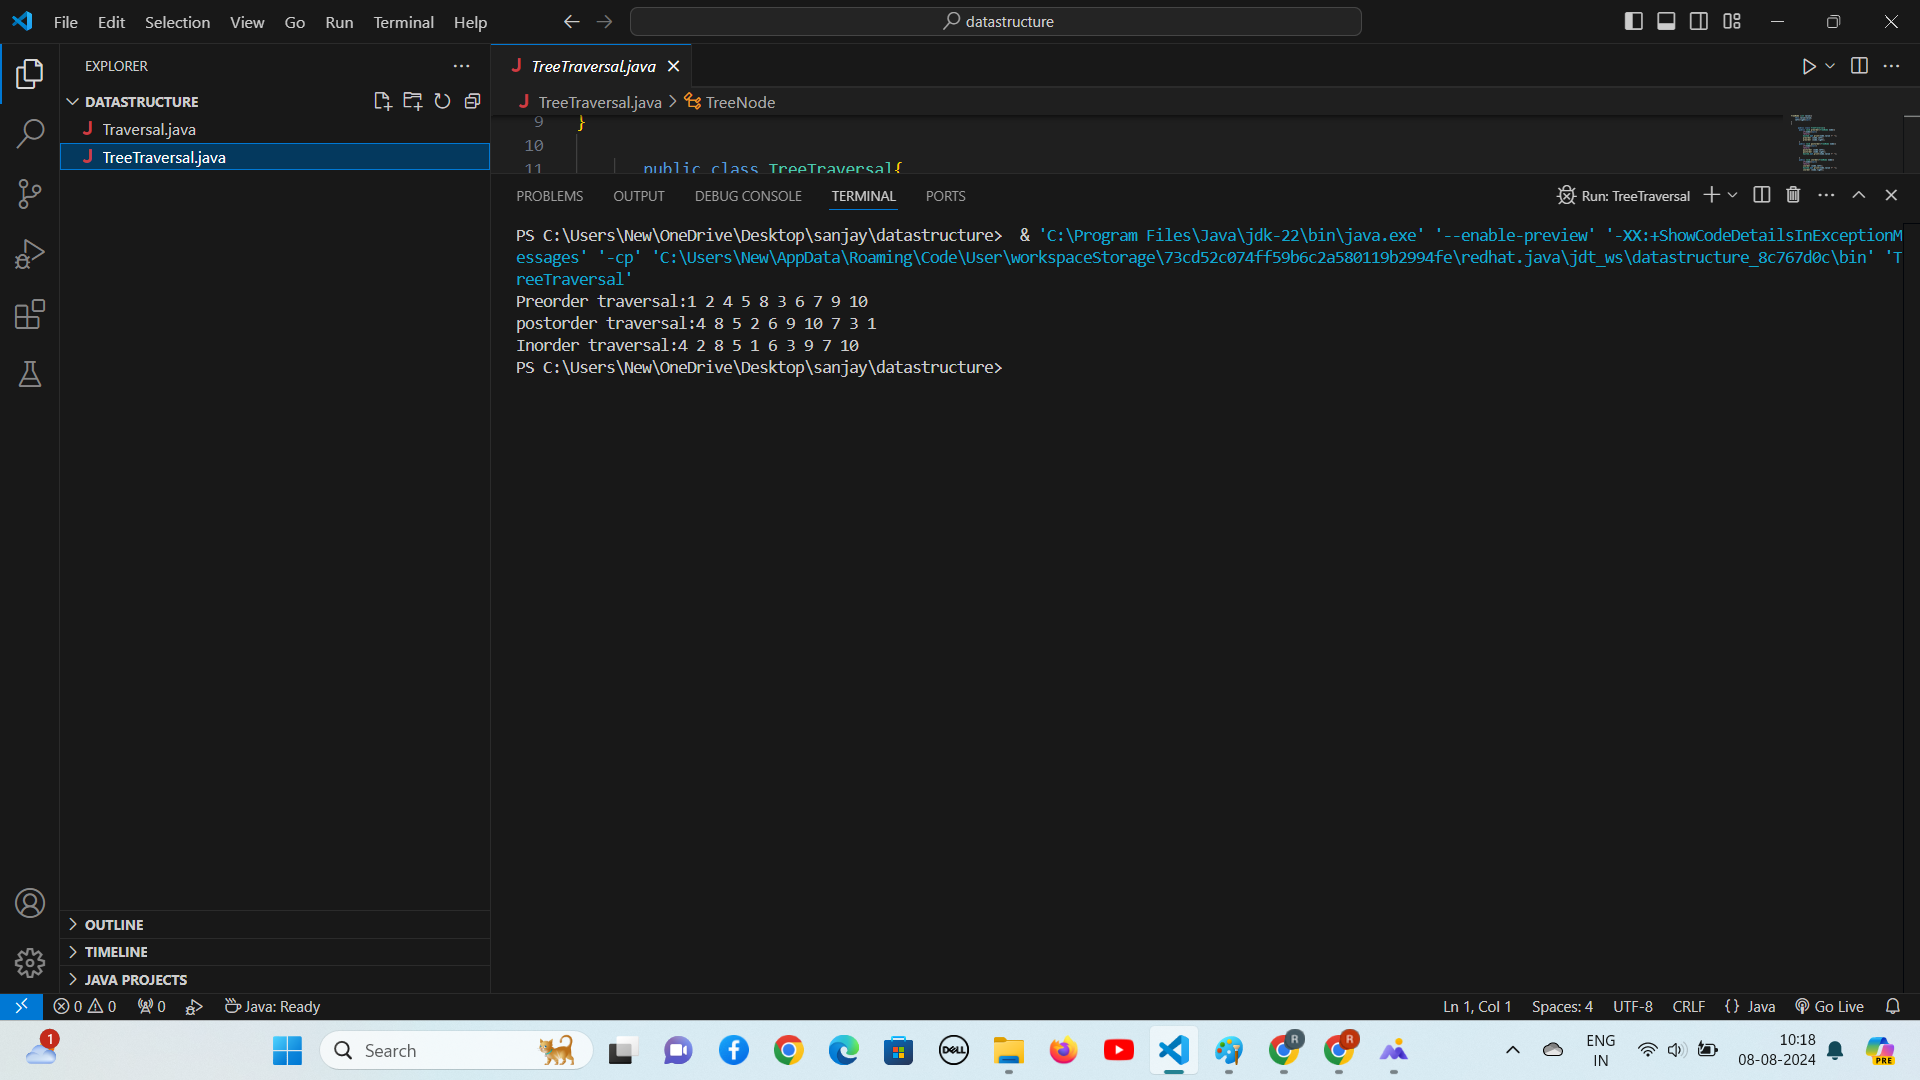 File Edit Selection View Go Run Terminal Help
datastructure
EXPLORER
DATASTRUCTURE
Traversal.java
TreeTraversal.java
TreeTraversal.java
TreeTraversal.java > TreeNode
9 }
10
11 public class TreeTraversal{
PROBLEMS OUTPUT DEBUG CONSOLE TERMINAL PORTS
Run: TreeTraversal
PS C:\Users\New\OneDrive\Desktop\sanjay\datastructure>  & 'C:\Program Files\Java\jdk-22\bin\java.exe' '--enable-preview' '-XX:+ShowCodeDetailsInExceptionM
essages' '-cp' 'C:\Users\New\AppData\Roaming\Code\User\workspaceStorage\73cd52c074ff59b6c2a580119b2994fe\redhat.java\jdt_ws\datastructure_8c767d0c\bin' 'T
reeTraversal'
Preorder traversal:1 2 4 5 8 3 6 7 9 10
postorder traversal:4 8 5 2 6 9 10 7 3 1
Inorder traversal:4 2 8 5 1 6 3 9 7 10
PS C:\Users\New\OneDrive\Desktop\sanjay\datastructure>
OUTLINE
TIMELINE
JAVA PROJECTS
0 0 0 Java: Ready
Ln 1, Col 1 Spaces: 4 UTF-8 CRLF {} Java Go Live
1
Search
DELL
R
R
ENG
IN
10:18
08-08-2024
PRE